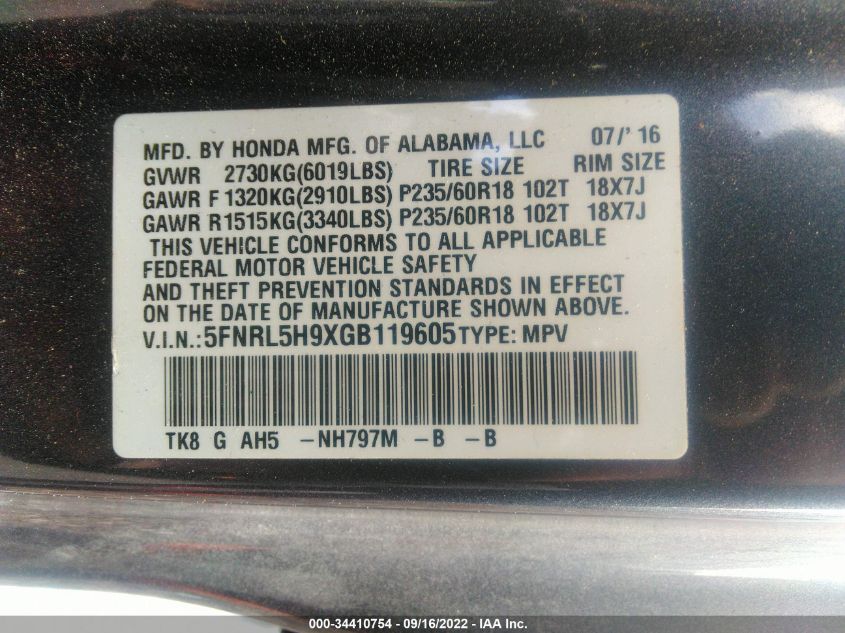 MFD. BY HONDA MFG. OF ALABAMA, LLC 07/' 16
GVWR 2730KG(6019LBS) TIRE SIZE RIM SIZE
GAWR F 1320KG(2910LBS) P235/60R18 102T 18X7J
GAWR R1515KG(3340LBS) P235/60R18 102T 18X7J
THIS VEHICLE CONFORMS TO ALL APPLICABLE
FEDERAL MOTOR VEHICLE SAFETY
AND THEFT PREVENTION STANDARDS IN EFFECT
ON THE DATE OF MANUFACTURE SHOWN ABOVE.
V.I.N.:5FNRL5H9XGB119605 TYPE: MPV
TK8 G AH5 -NH797M -B -B
000-34410754 - 09/16/2022 - IAA Inc.